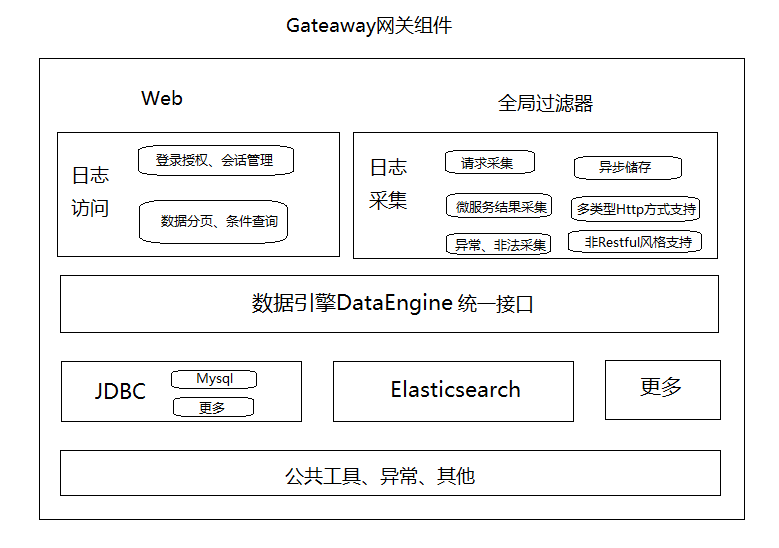 Gateaway网关组件
Web
全局过滤器
日志
访问
登录授权、会话管理
数据分页、条件查询
日志
采集
请求采集
异步储存
微服务结果采集
多类型Http方式支持
异常、非法采集
非Restful风格支持
数据引擎DataEngine 统一接口
JDBC
Mysql
更多
Elasticsearch
更多
公共工具、异常、其他